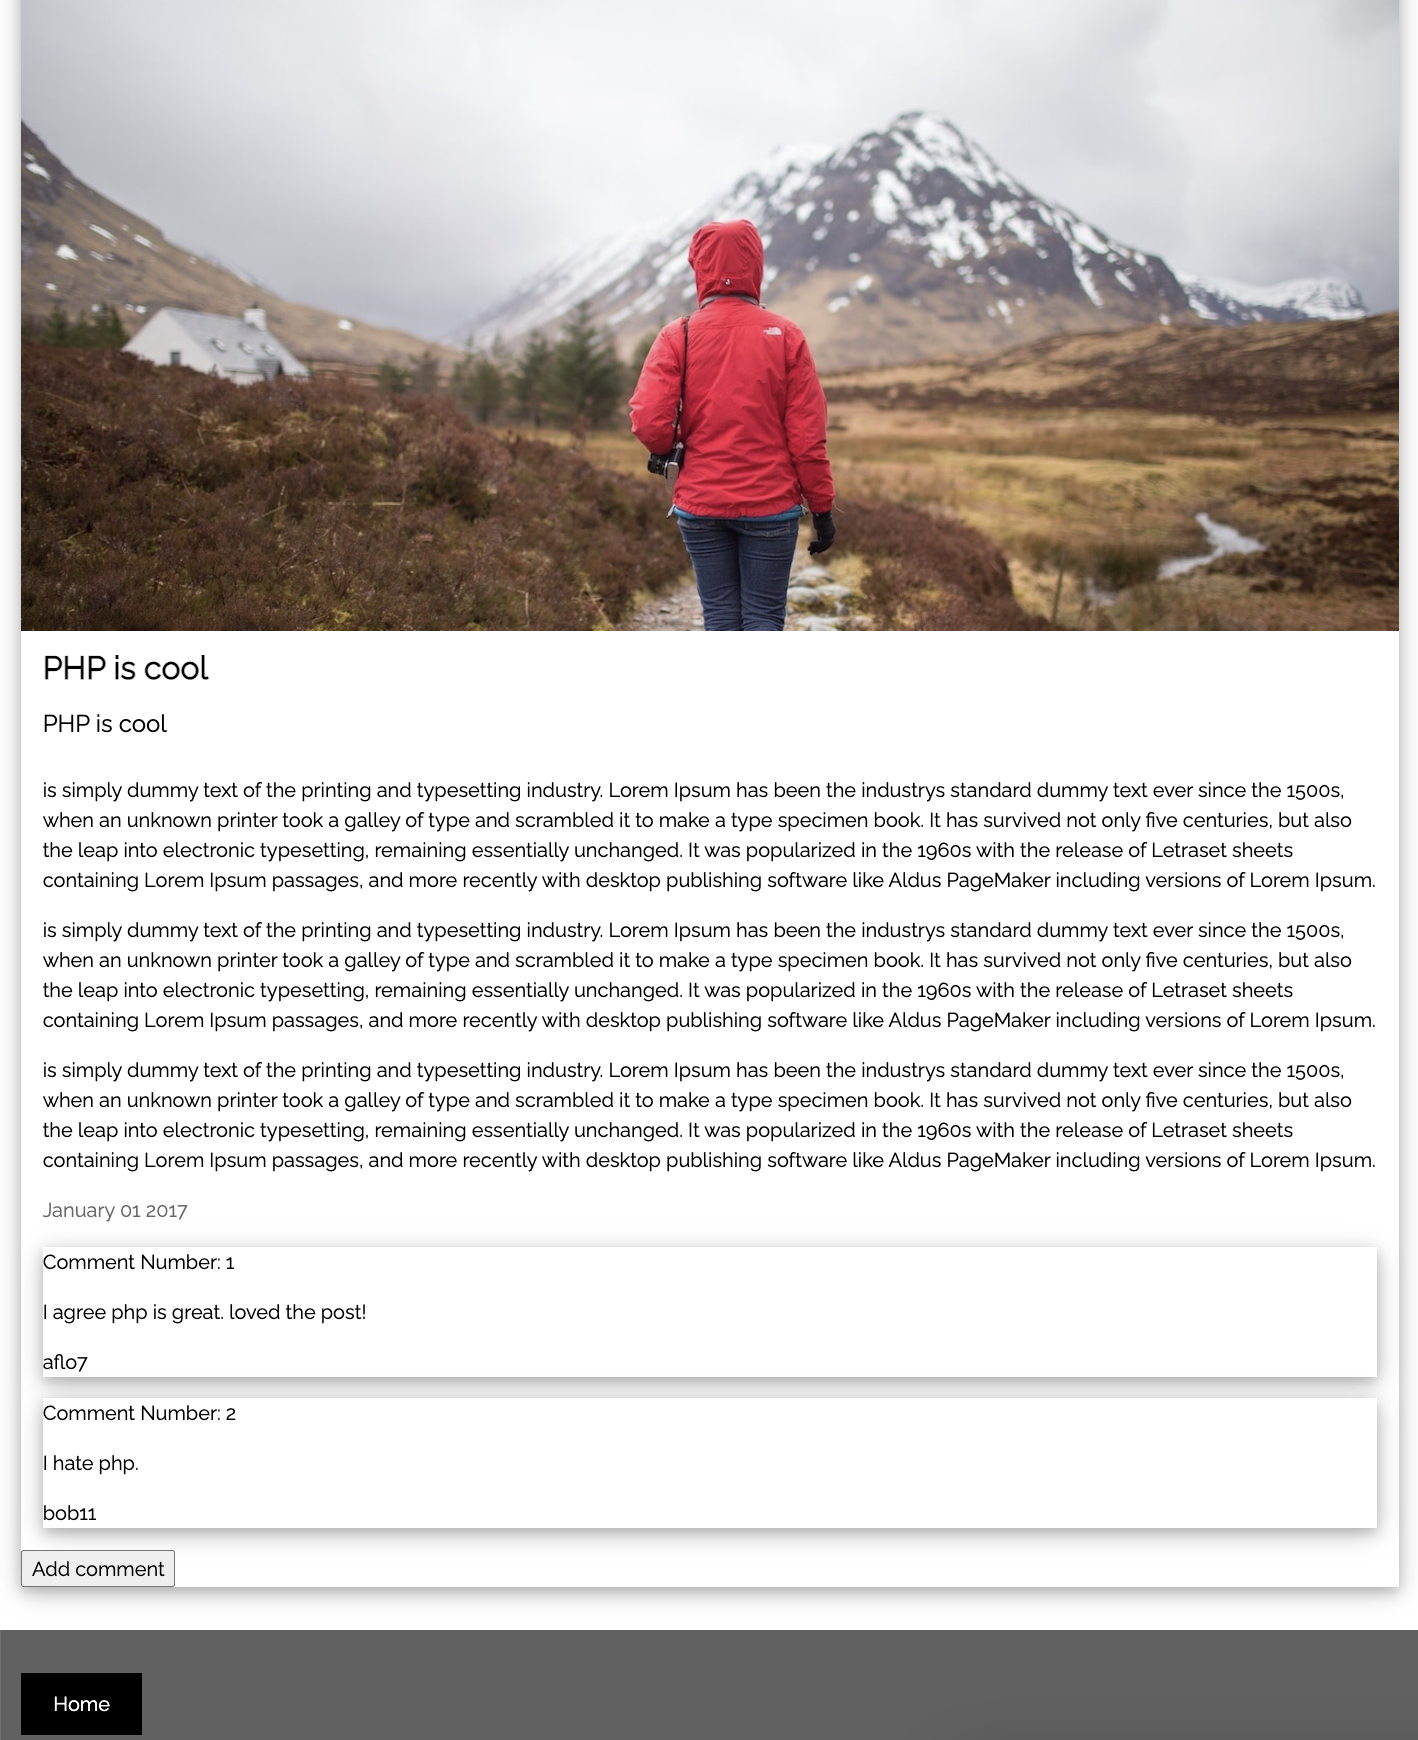 PHP is cool
PHP is cool
is simply dummy text of the printing and typesetting industry. Lorem Ipsum has been the industrys standard dummy text ever since the 1500s,
when an unknown printer took a galley of type and scrambled it to make a type specimen book. It has survived not only five centuries, but also
the leap into electronic typesetting, remaining essentially unchanged. It was popularized in the 1960s with the release of Letraset sheets
containing Lorem Ipsum passages, and more recently with desktop publishing software like Aldus PageMaker including versions of Lorem Ipsum.
is simply dummy text of the printing and typesetting industry. Lorem Ipsum has been the industrys standard dummy text ever since the 1500s,
when an unknown printer took a galley of type and scrambled it to make a type specimen book. It has survived not only five centuries, but also
the leap into electronic typesetting, remaining essentially unchanged. It was popularized in the 1960s with the release of Letraset sheets
containing Lorem Ipsum passages, and more recently with desktop publishing software like Aldus PageMaker including versions of Lorem Ipsum.
is simply dummy text of the printing and typesetting industry. Lorem Ipsum has been the industrys standard dummy text ever since the 1500s,
when an unknown printer took a galley of type and scrambled it to make a type specimen book. It has survived not only five centuries, but also
the leap into electronic typesetting, remaining essentially unchanged. It was popularized in the 1960s with the release of Letraset sheets
containing Lorem Ipsum passages, and more recently with desktop publishing software like Aldus PageMaker including versions of Lorem Ipsum.
January 01 2017
Comment Number: 1
I agree php is great. loved the post!
aflo7
Comment Number: 2
I hate php.
bob11
Add comment
Home